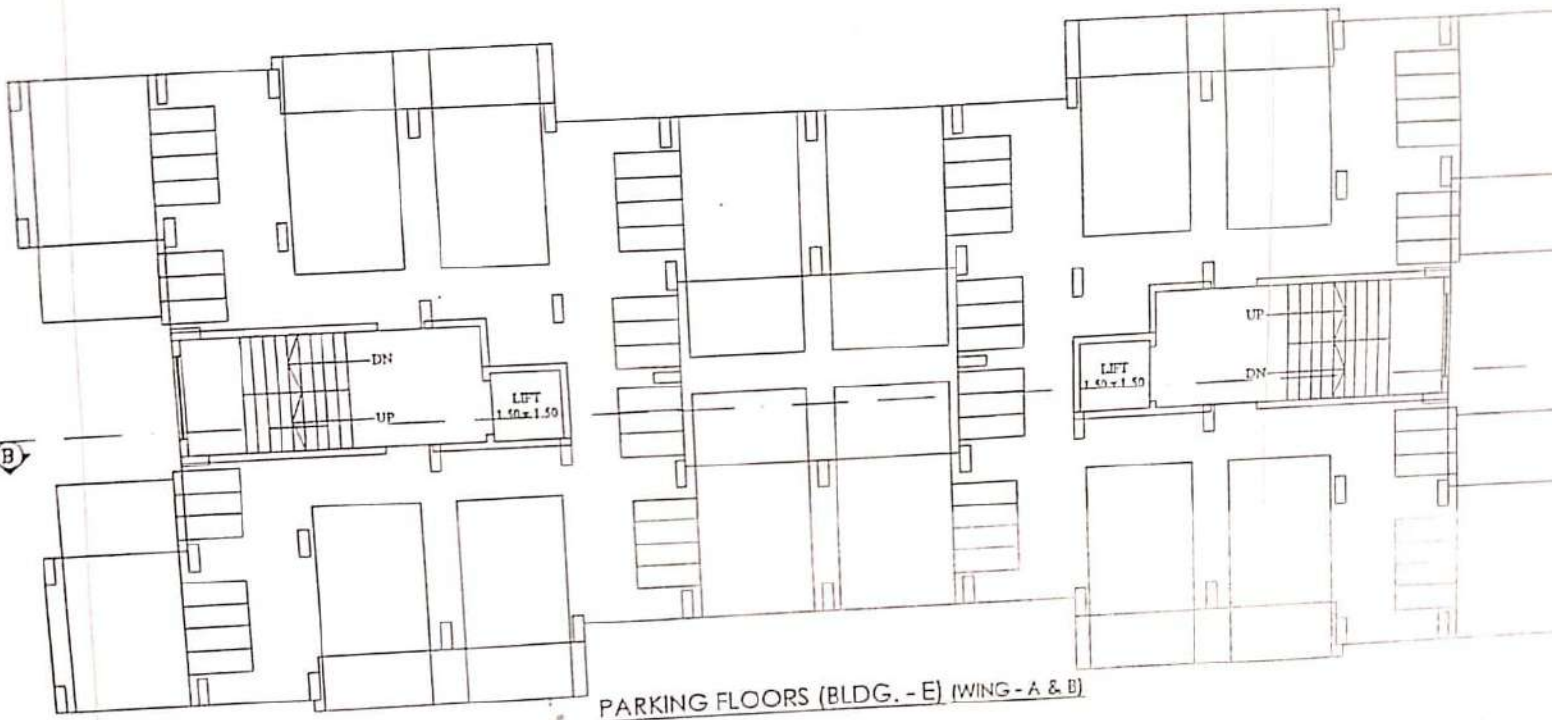 UP
DN
LIFT
1.50 x 1.50
DN
UP
LIFT
1.50 x 1.50
B
PARKING FLOORS (BLDG. - E) (WING - A & B)